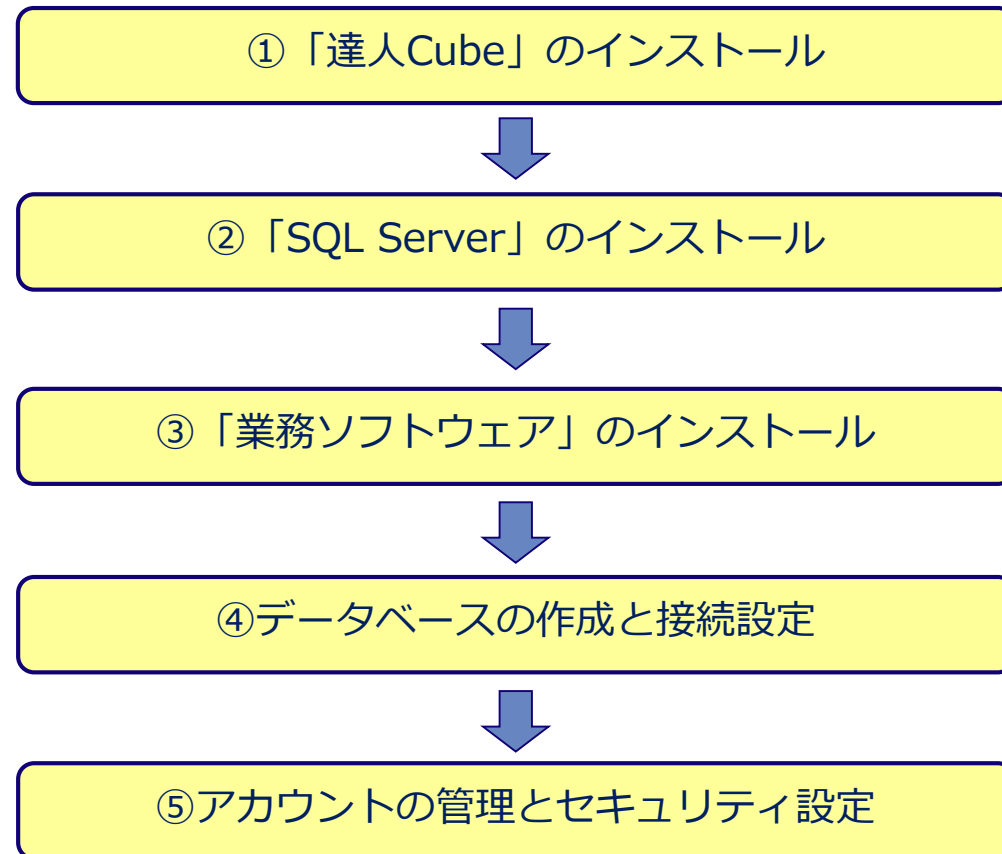 ①「達人Cube」のインストール
②「SQL Server」のインストール
③「業務ソフトウェア」のインストール
④データベースの作成と接続設定
⑤アカウントの管理とセキュリティ設定